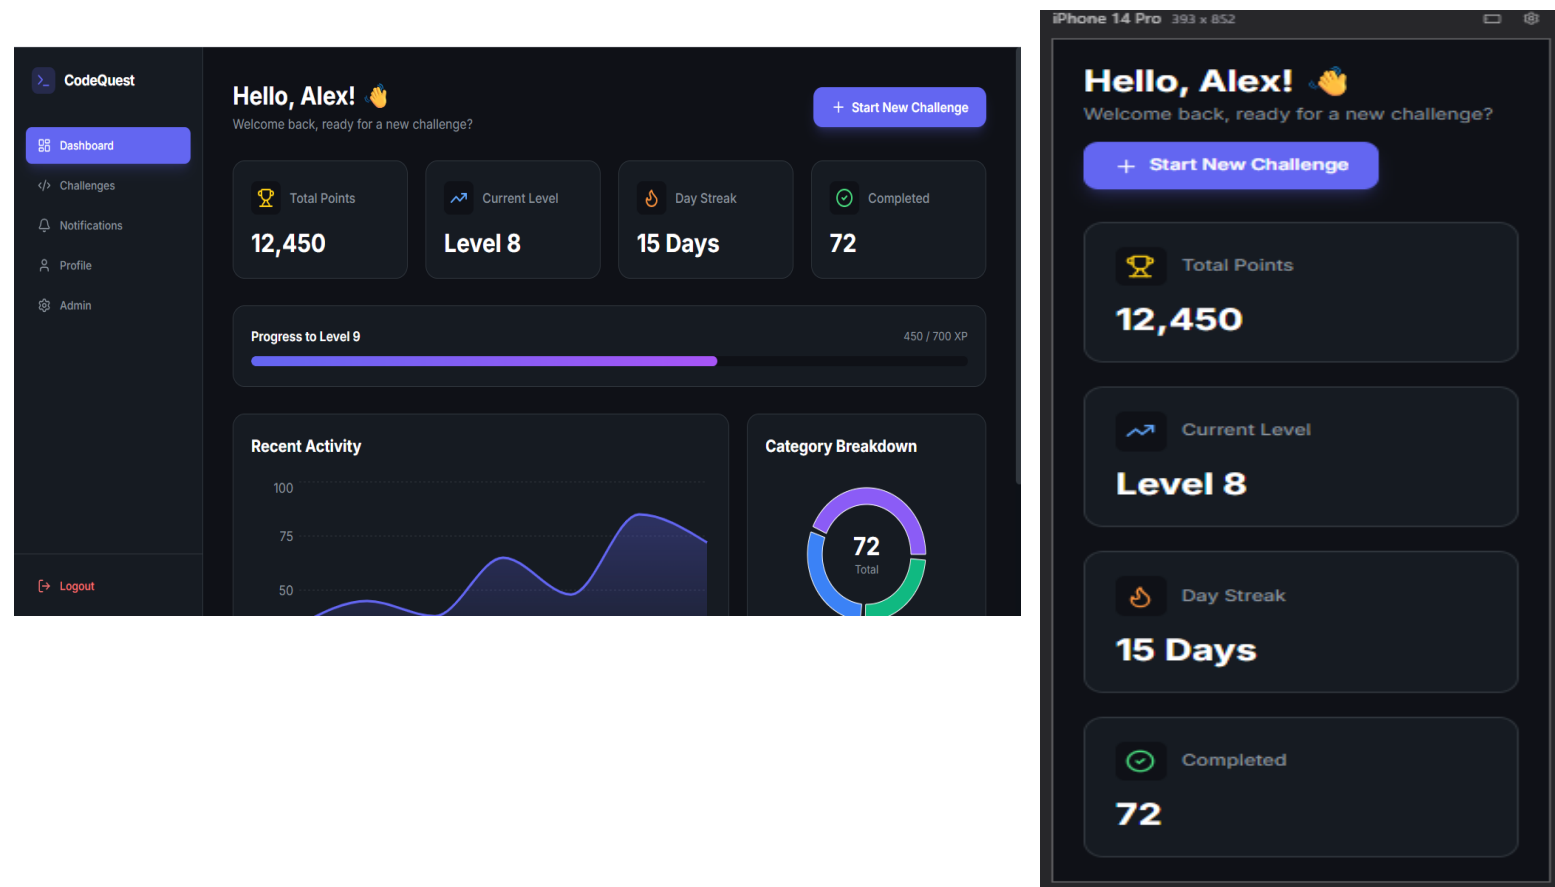 CodeQuest
Dashboard
Challenges
Notifications
Profile
Admin
Logout
Hello, Alex! 👋
Welcome back, ready for a new challenge?
+ Start New Challenge
Total Points
12,450
Current Level
Level 8
Day Streak
15 Days
Completed
72
Progress to Level 9
450 / 700 XP
Recent Activity
100
75
50
Category Breakdown
72
Total
iPhone 14 Pro 393 x 852
Hello, Alex! 👋
Welcome back, ready for a new challenge?
+ Start New Challenge
Total Points
12,450
Current Level
Level 8
Day Streak
15 Days
Completed
72